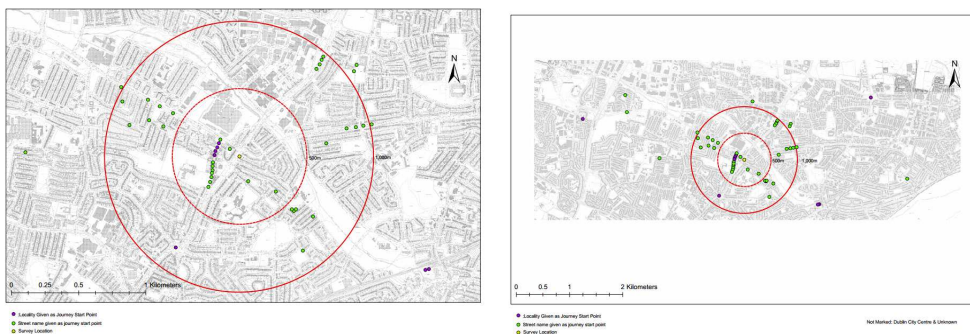 N
500m
1,000m
0 0.25 0.5 1 Kilometers
Locality Given as Journey Start Point
Street name given as journey start point
Survey Location
N
500m
1,000m
0 0.5 1 2 Kilometers
Locality Given as Journey Start Point
Street name given as journey start point
Survey Location
Not Marked: Dublin City Centre & Unknown